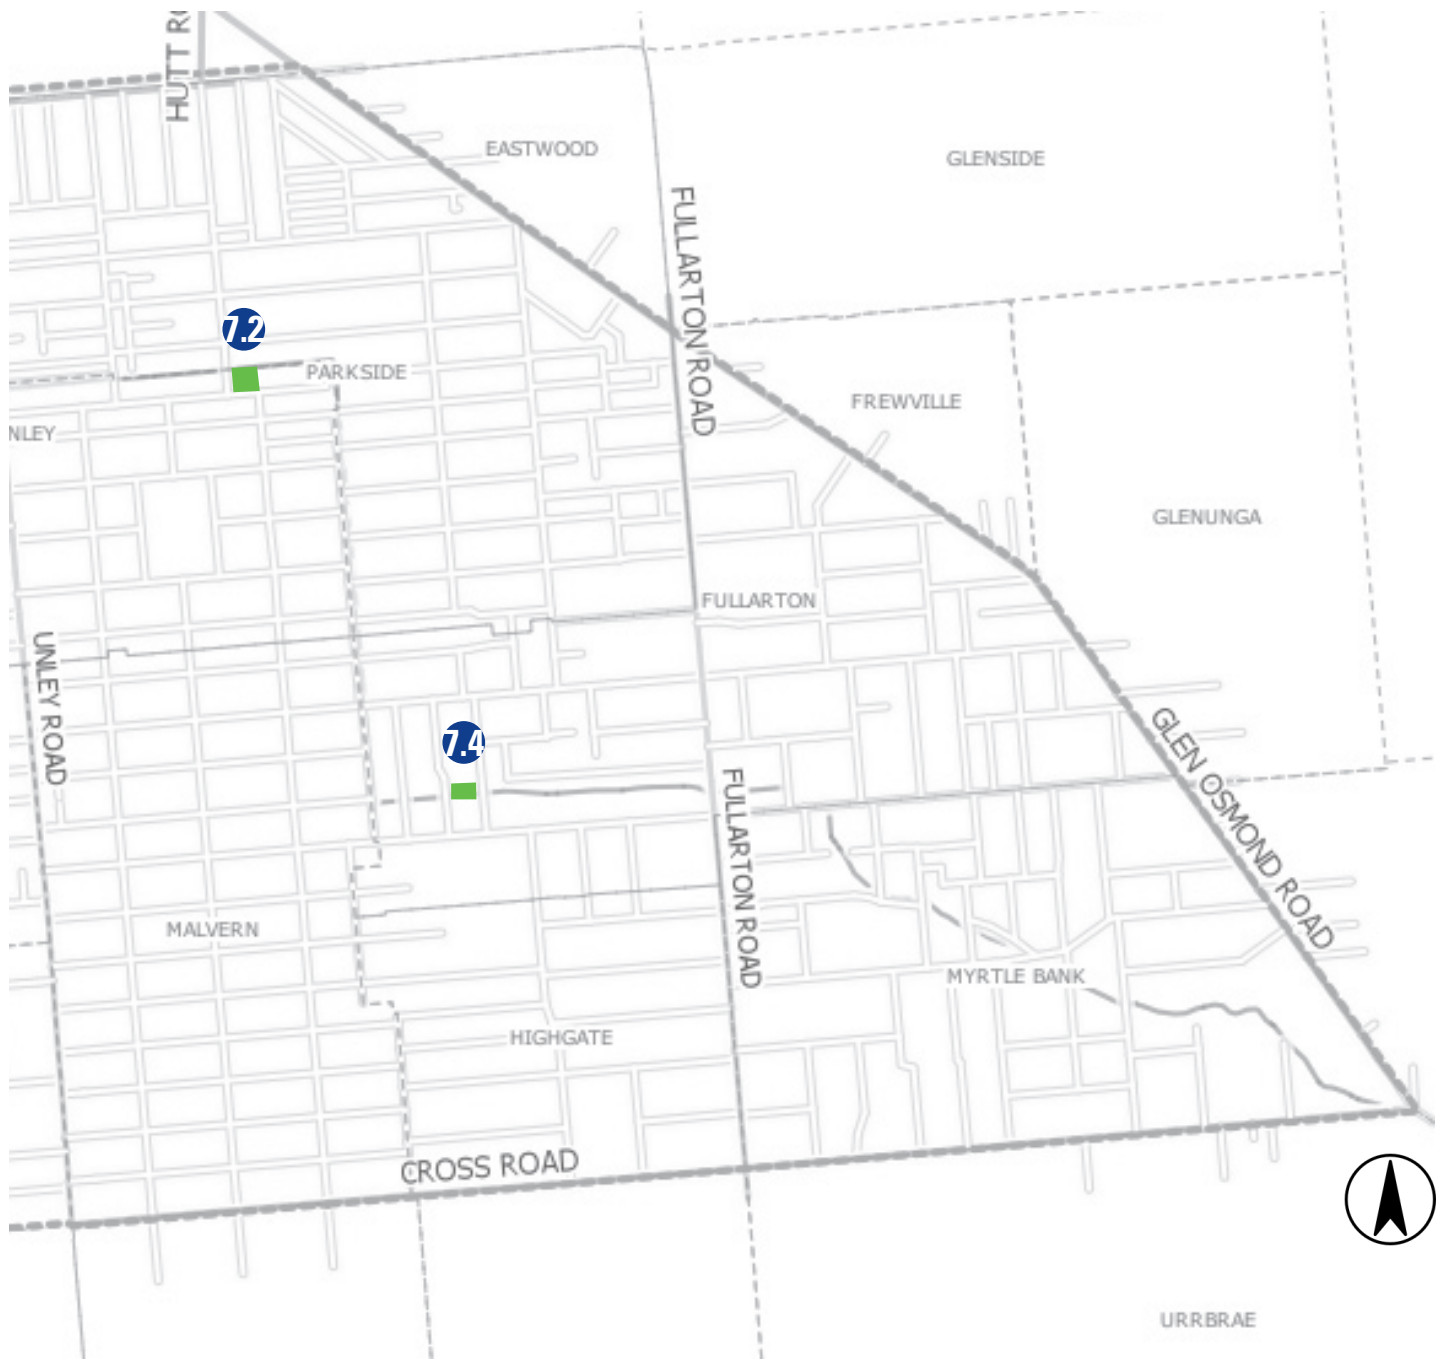 HUTT RO
EASTWOOD
GLENSIDE
FULLARTON ROAD
7.2
PARKSIDE
FREWVILLE
NLEY
GLENUNGA
FULLARTON
UNLEY ROAD
7.4
GLEN OSMOND ROAD
FULLARTON ROAD
MALVERN
MYRTLE BANK
HIGHGATE
CROSS ROAD
URRBRAE